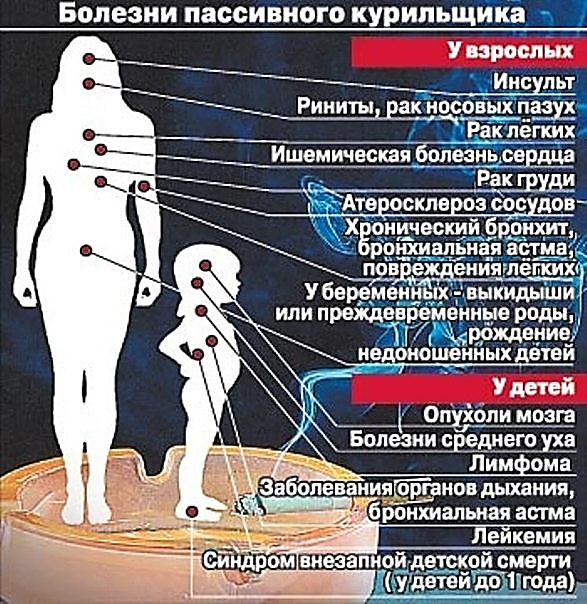 Болезни пассивного курильщика
У взрослых
Инсульт
Риниты, рак носовых пазух
Рак лёгких
Ишемическая болезнь сердца
Рак груди
Атеросклероз сосудов
Хронический бронхит,
бронхиальная астма,
повреждения лёгких
У беременных - выкидыши
или преждевременные роды,
рождение
недоношенных детей
У детей
Опухоли мозга
Болезни среднего уха
Лимфома
Заболевания органов дыхания,
бронхиальная астма
Лейкемия
Синдром внезапной детской смерти
(у детей до 1 года)